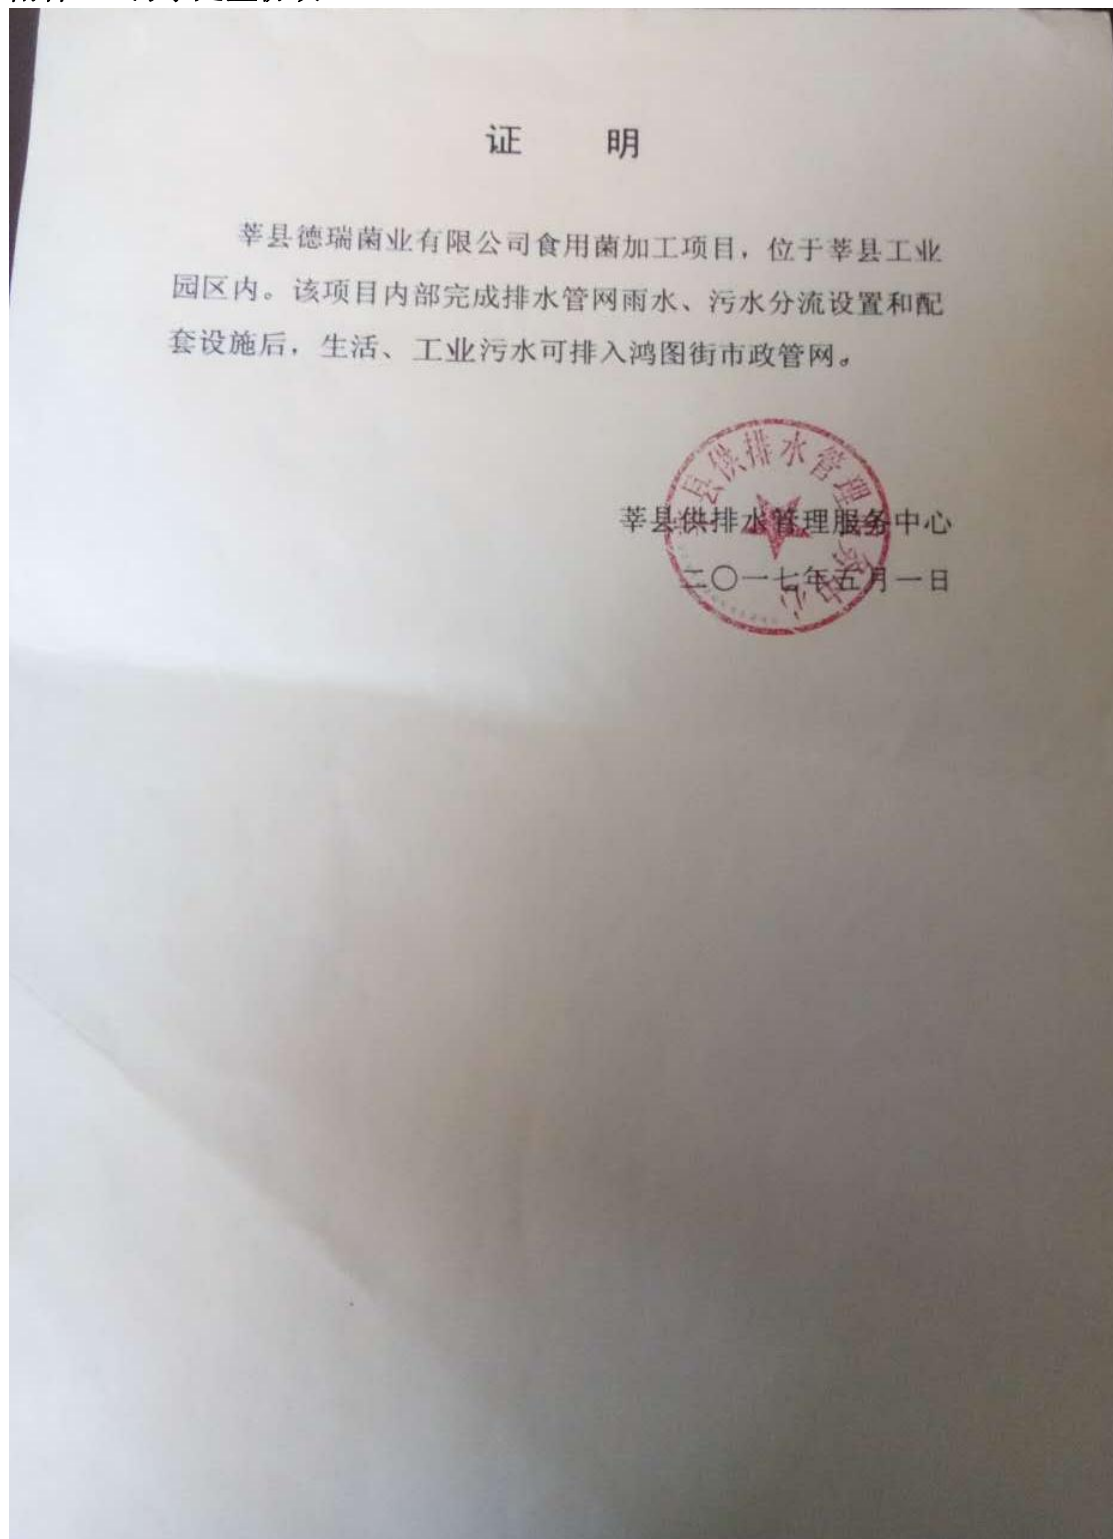 证 明
莘县德瑞菌业有限公司食用菌加工项目，位于莘县工业
园区内。该项目内部完成排水管网雨水、污水分流设置和配
套设施后，生活、工业污水可排入鸿图街市政管网。
莘县供排水管理服务中心
二〇一七年五月一日